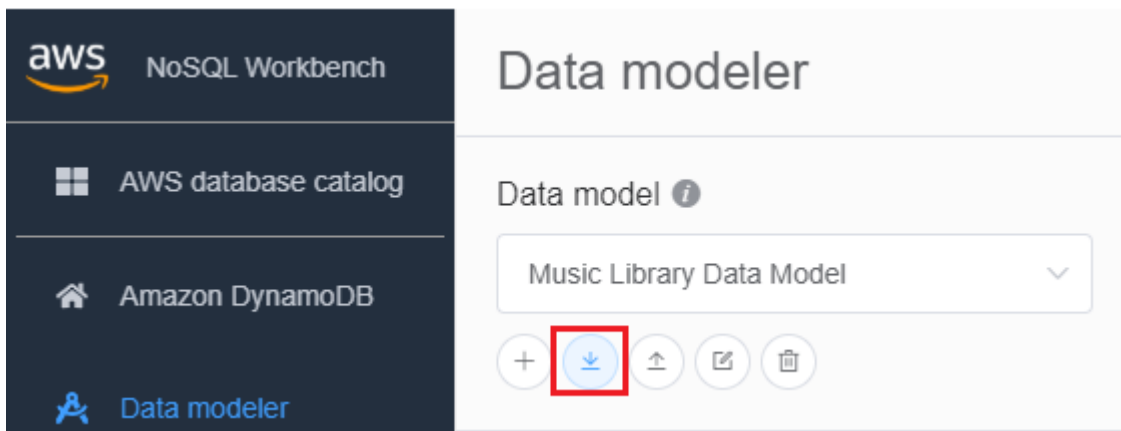 aws NoSQL Workbench
AWS database catalog
Amazon DynamoDB
Data modeler
Data modeler
Data model i
Music Library Data Model